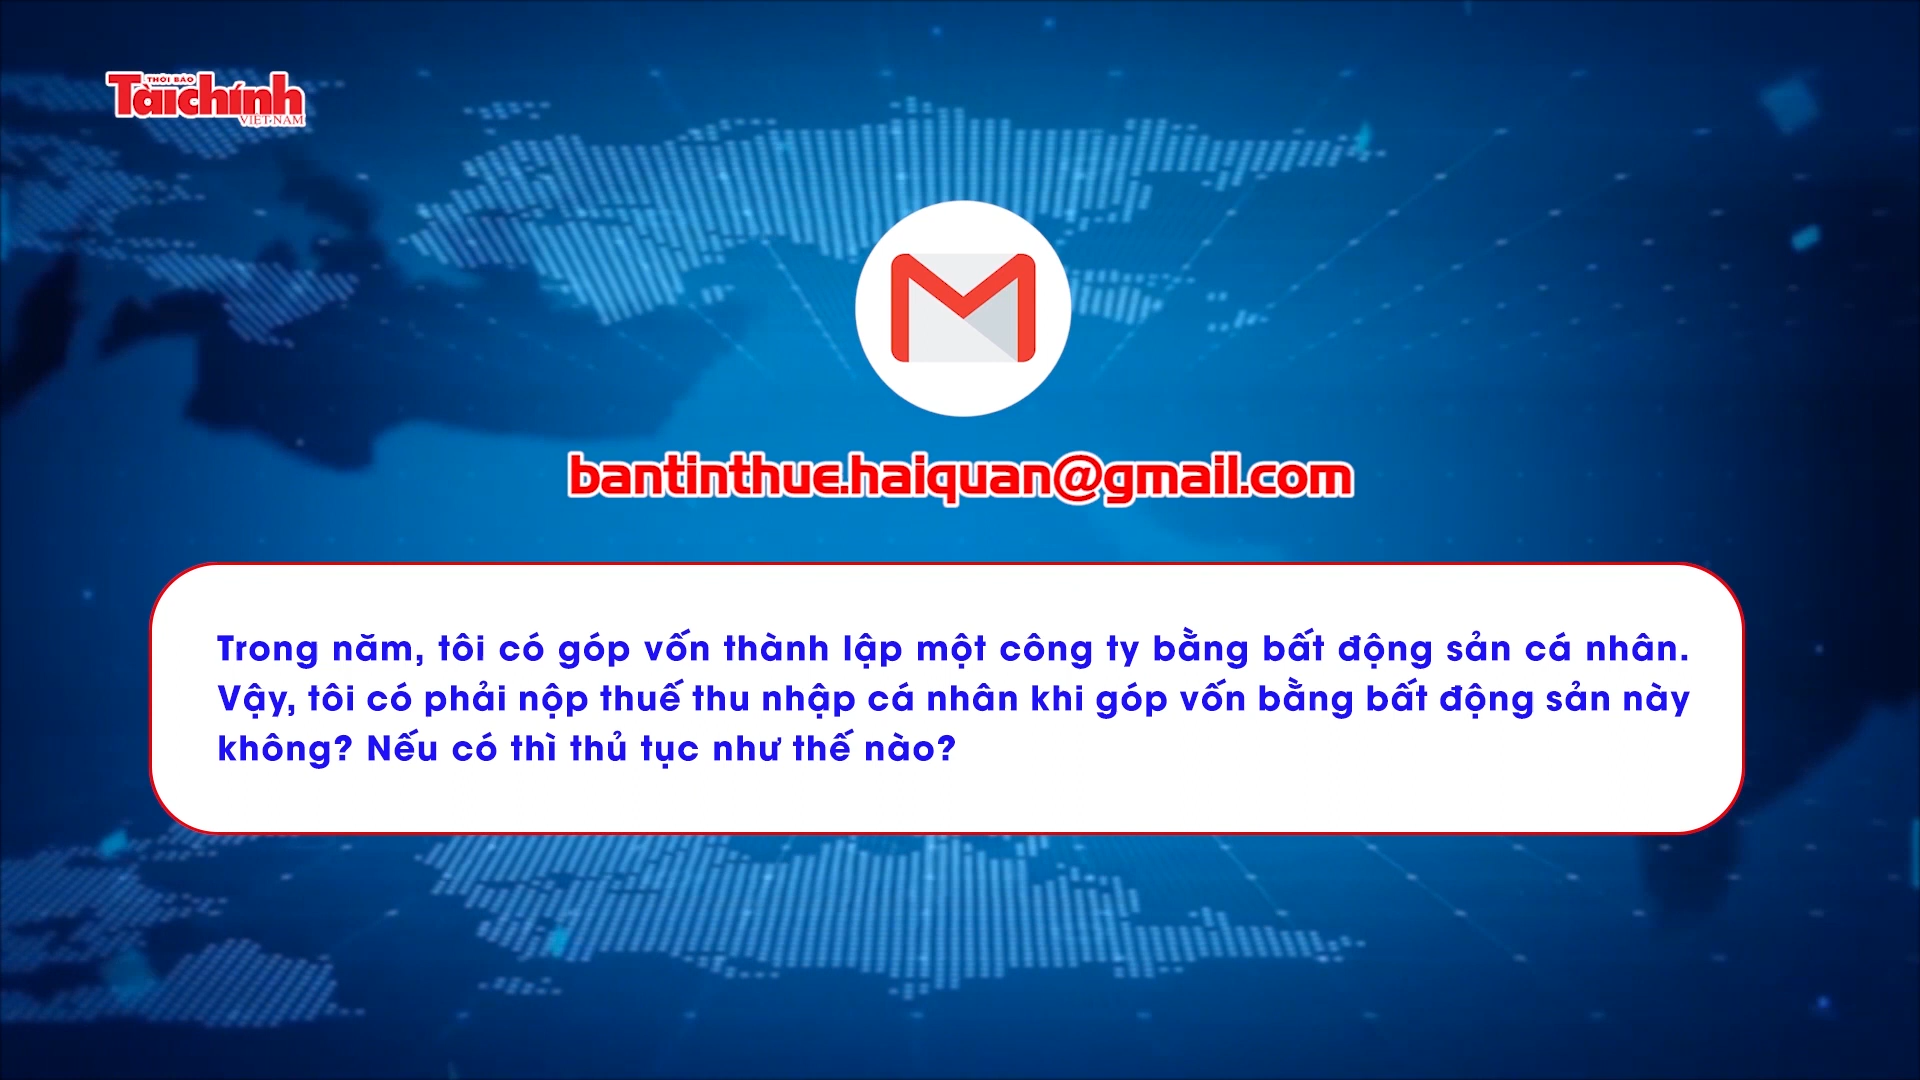 THỜI BÁO
Tàichính
VIỆT NAM
bantinthue.haiquan@gmail.com
Trong năm, tôi có góp vốn thành lập một công ty bằng bất động sản cá nhân.
Vậy, tôi có phải nộp thuế thu nhập cá nhân khi góp vốn bằng bất động sản này
không? Nếu có thì thủ tục như thế nào?